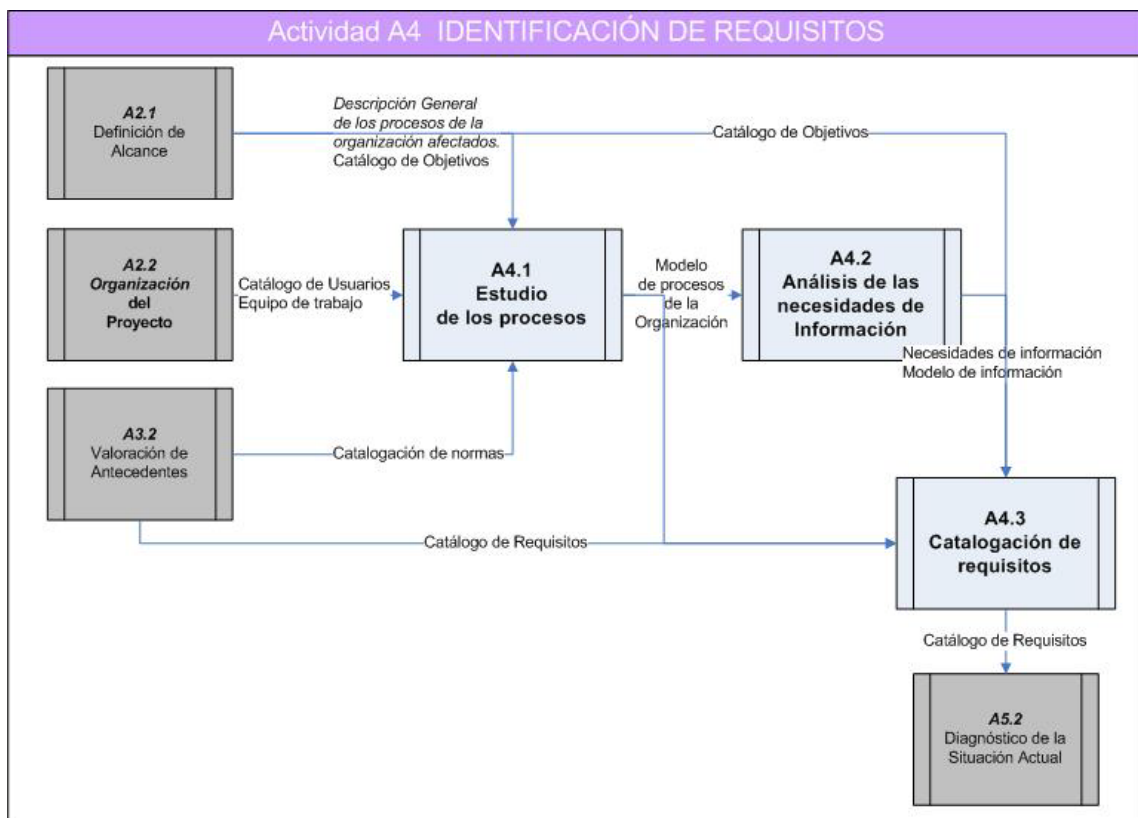 Actividad A4 IDENTIFICACIÓN DE REQUISITOS
A2.1
Definición de
Alcance
Descripción General
de los procesos de la
organización afectados.
Catálogo de Objetivos
Catálogo de Objetivos
A2.2
Organización
del
Proyecto
Catálogo de Usuarios
Equipo de trabajo
A4.1
Estudio
de los procesos
Modelo
de procesos
de la
Organización
A4.2
Análisis de las
necesidades de
Información
Necesidades de información
Modelo de información
A3.2
Valoración de
Antecedentes
Catalogación de normas
Catálogo de Requisitos
A4.3
Catalogación de
requisitos
Catálogo de Requisitos
A5.2
Diagnóstico de la
Situación Actual